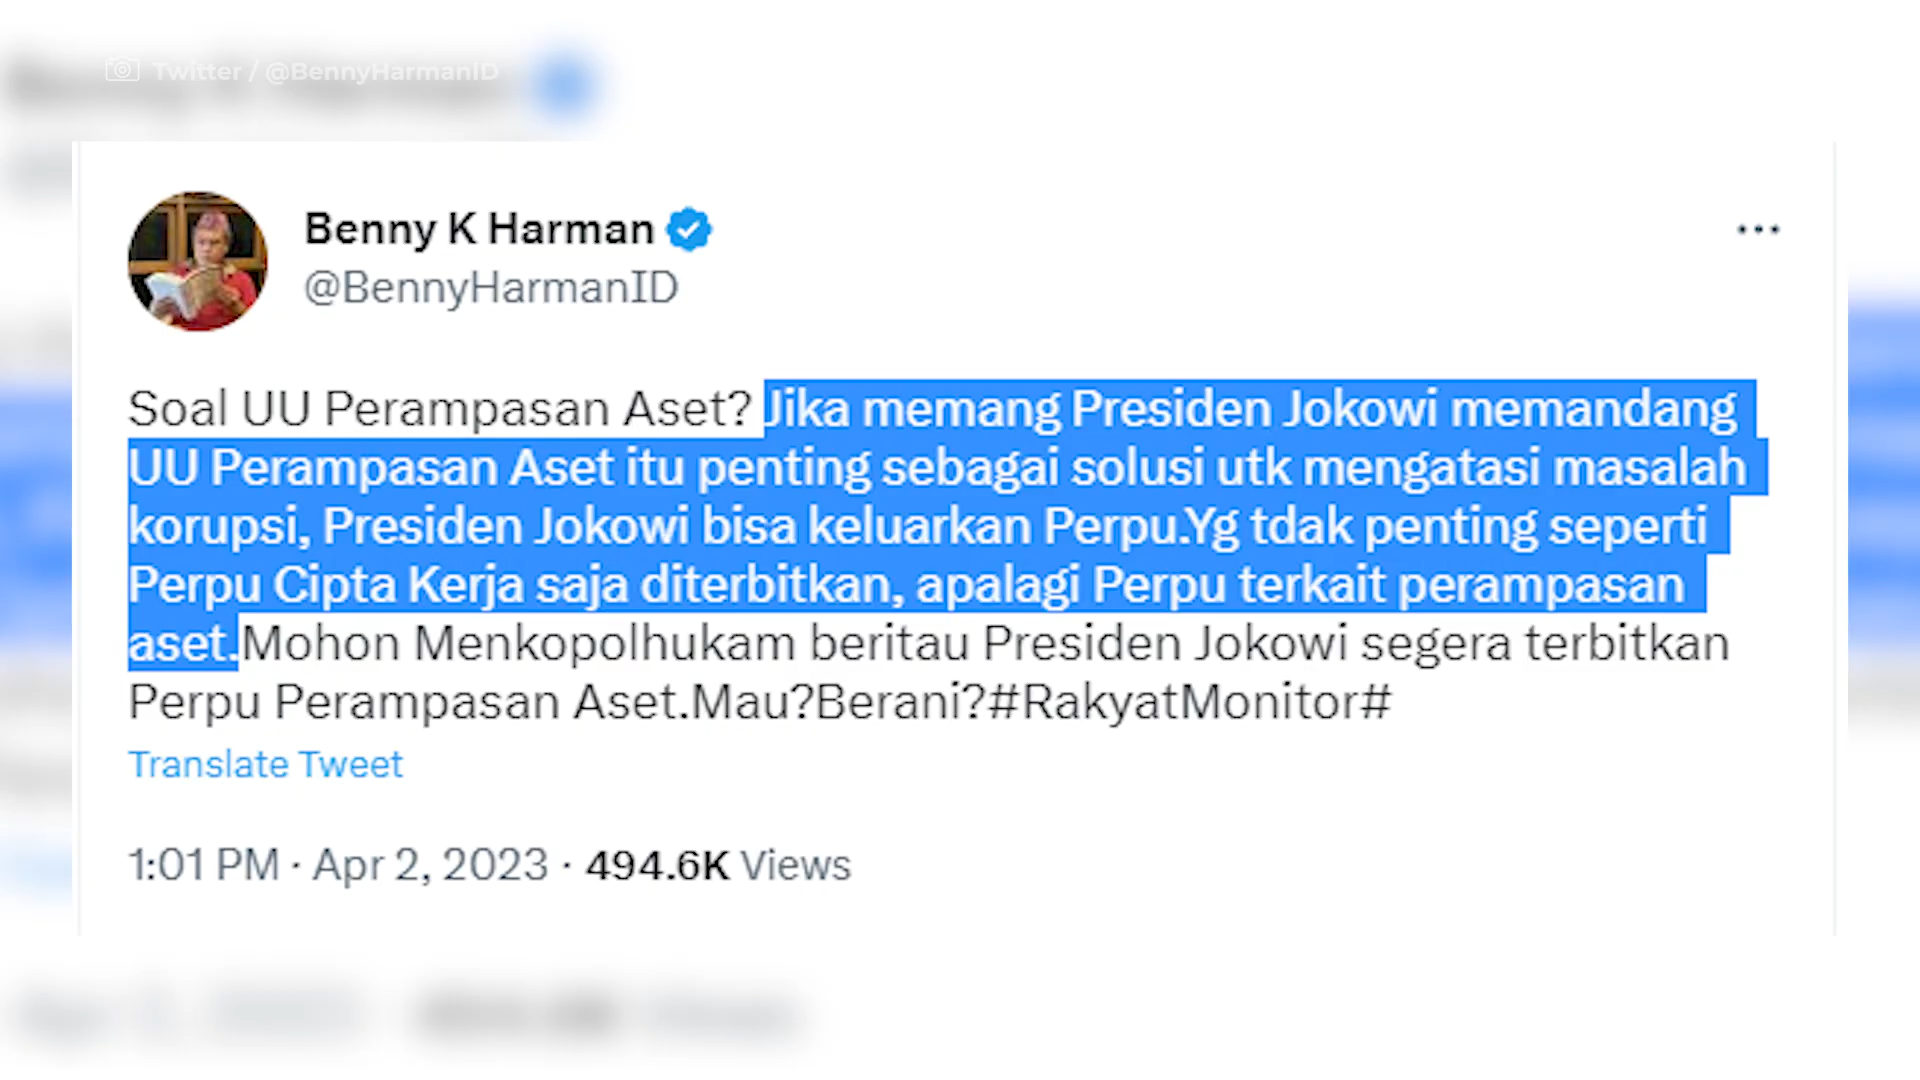 Twitter / @BennyHarmanID
Benny K Harman
@BennyHarmanID
Soal UU Perampasan Aset? Jika memang Presiden Jokowi memandang
UU Perampasan Aset itu penting sebagai solusi utk mengatasi masalah
korupsi, Presiden Jokowi bisa keluarkan Perpu.Yg tdak penting seperti
Perpu Cipta Kerja saja diterbitkan, apalagi Perpu terkait perampasan
aset.Mohon Menkopolhukam beritau Presiden Jokowi segera terbitkan
Perpu Perampasan Aset.Mau?Berani?#RakyatMonitor#
Translate Tweet
1:01 PM · Apr 2, 2023 · 494.6K Views